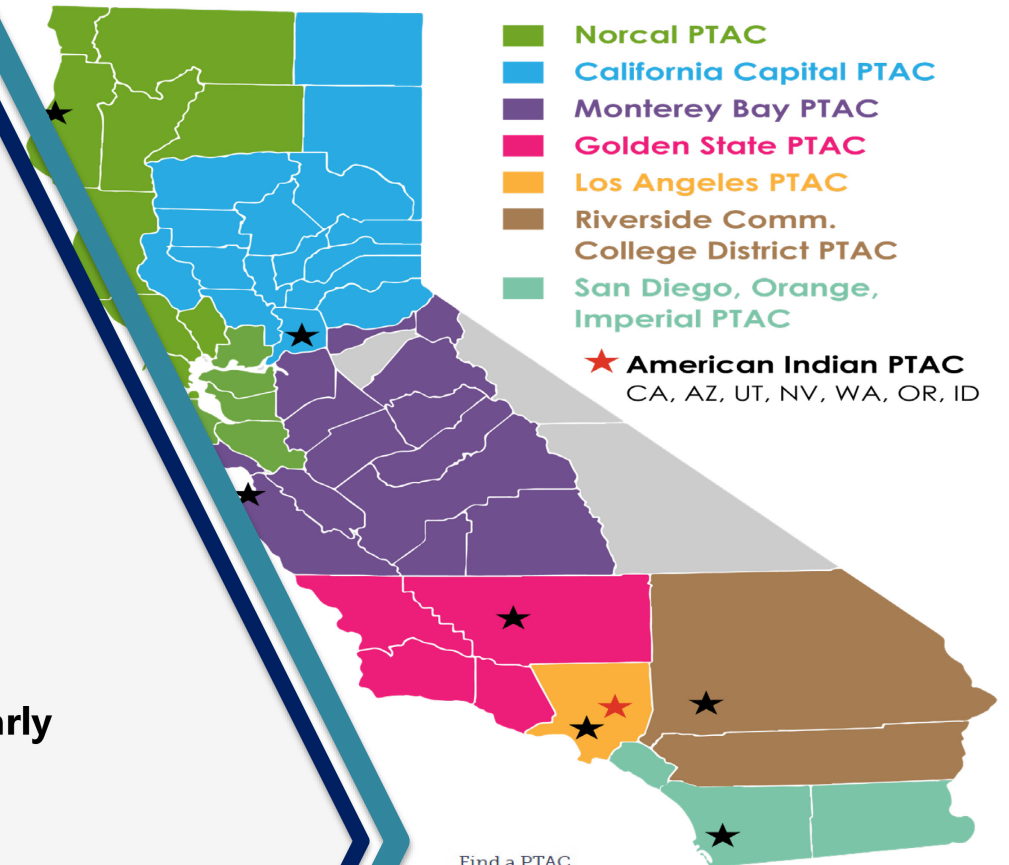 Norcal PTAC
California Capital PTAC
Monterey Bay PTAC
Golden State PTAC
Los Angeles PTAC
Riverside Comm.
College District PTAC
San Diego, Orange,
Imperial PTAC
American Indian PTAC
CA, AZ, UT, NV, WA, OR, ID
Find a PTAC